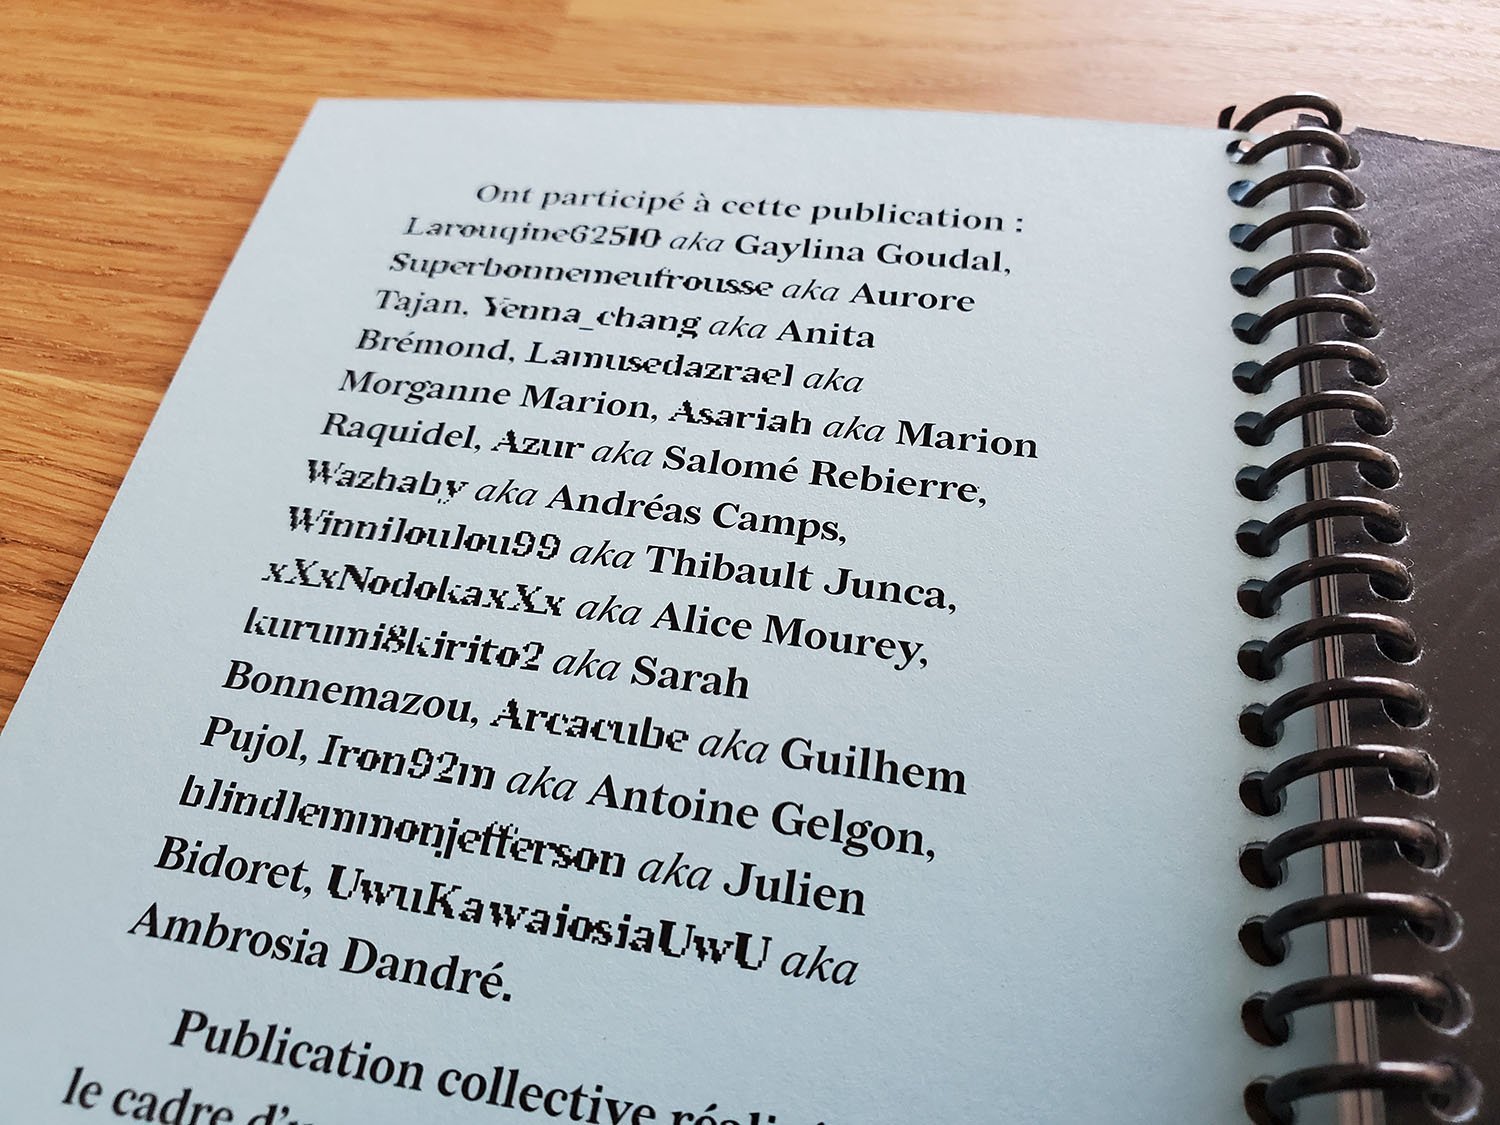 Ont participé à cette publication :
Larouqine62510 aka Gaylina Goudal,
Superbonnemeufrousse aka Aurore
Tajan, Yenna_chang aka Anita
Brémond, Lamusedazrael aka
Morganne Marion, Asariah aka Marion
Raquidel, Azur aka Salomé Rebierre,
Wazhaby aka Andréas Camps,
Winniloulou99 aka Thibault Junca,
xXxNodokaxXx aka Alice Mourey,
kurumi8kirito2 aka Sarah
Bonnemazou, Arcacube aka Guilhem
Pujol, Iron92m aka Antoine Gelgon,
blindlemmonjefferson aka Julien
Bidoret, UwuKawaiosiaUwU aka
Ambrosia Dandré.
Publication collective
le cadre